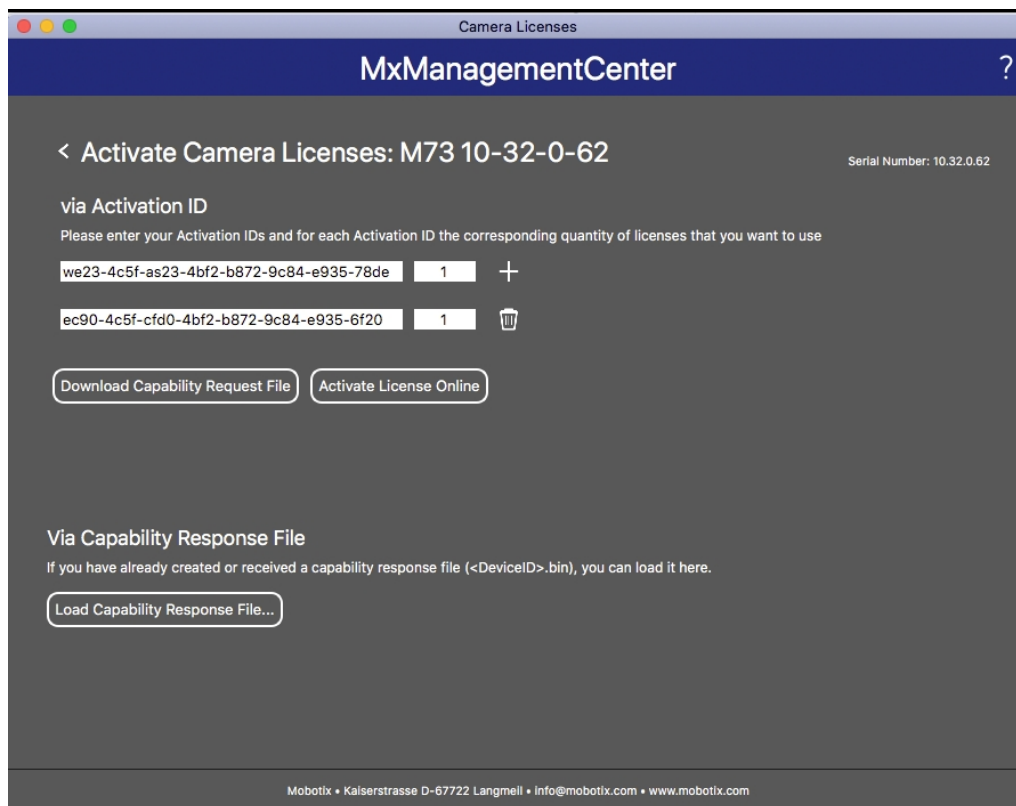 Camera Licenses
MxManagementCenter
?
< Activate Camera Licenses: M73 10-32-0-62
Serial Number: 10.32.0.62
via Activation ID
Please enter your Activation IDs and for each Activation ID the corresponding quantity of licenses that you want to use
we23-4c5f-as23-4bf2-b872-9c84-e935-78de 1 +
ec90-4c5f-cfd0-4bf2-b872-9c84-e935-6f20 1
Download Capability Request File Activate License Online
Via Capability Response File
If you have already created or received a capability response file (<DeviceID>.bin), you can load it here.
Load Capability Response File...
Mobotix • Kaiserstrasse D-67722 Langmeil • info@mobotix.com • www.mobotix.com